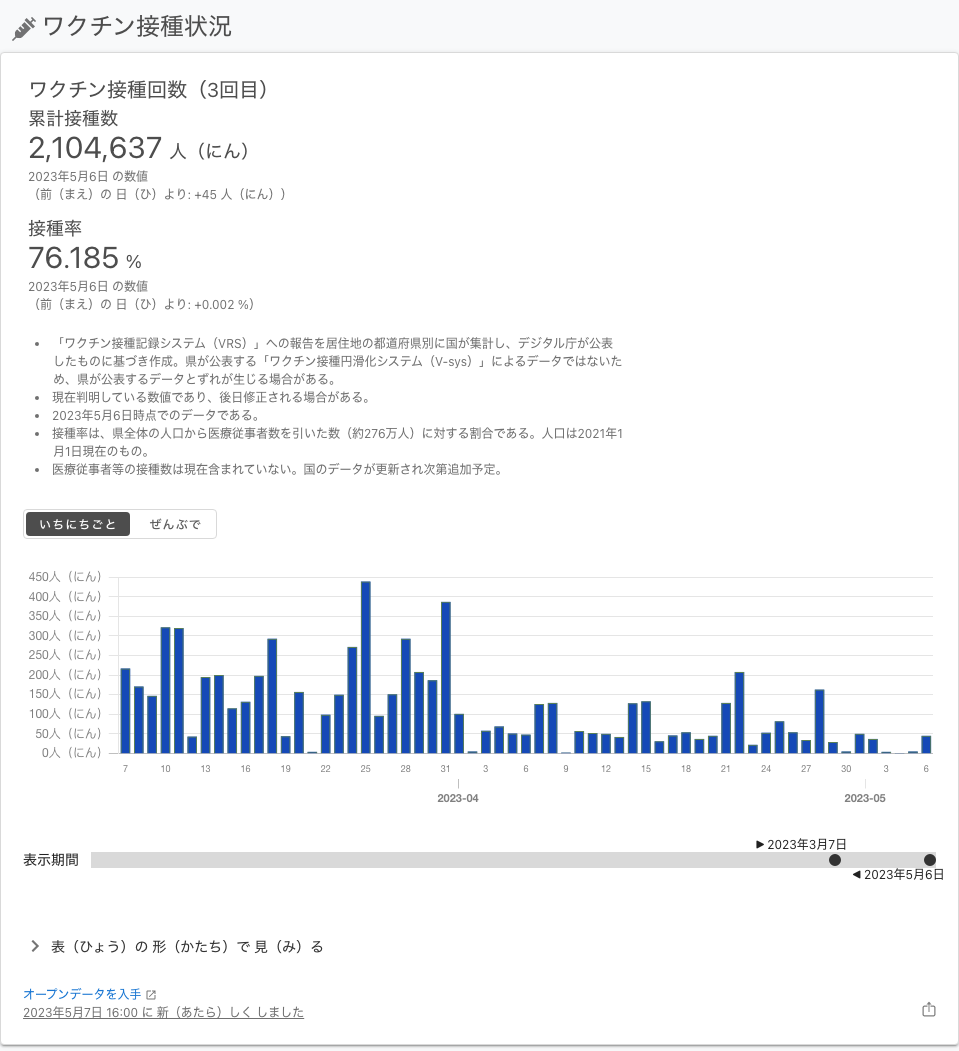 ワクチン接種状況
ワクチン接種回数（3回目）
累計接種数
2,104,637 人（にん）
2023年5月6日 の数値
（前（まえ）の 日（ひ）より: +45 人（にん））
接種率
76.185 %
2023年5月6日 の数値
（前（まえ）の 日（ひ）より: +0.002 %）
• 「ワクチン接種記録システム（VRS）」への報告を居住地の都道府県別に国が集計し、デジタル庁が公表
したものに基づき作成。県が公表する「ワクチン接種円滑化システム（V-sys）」によるデータではないた
め、県が公表するデータとずれが生じる場合がある。
• 現在判明している数値であり、後日修正される場合がある。
• 2023年5月6日時点でのデータである。
• 接種率は、県全体の人口から医療従事者数を引いた数（約276万人）に対する割合である。人口は2021年1
月1日現在のもの。
• 医療従事者等の接種数は現在含まれていない。国のデータが更新され次第追加予定。
いちにちごと ぜんぶで
450人（にん）
400人（にん）
350人（にん）
300人（にん）
250人（にん）
200人（にん）
150人（にん）
100人（にん）
50人（にん）
0人（にん）
7 10 13 16 19 22 25 28 31 3 6 9 12 15 18 21 24 27 30 3 6
2023-04 2023-05
▶ 2023年3月7日
表示期間
◀ 2023年5月6日
表（ひょう）の 形（かたち）で 見（み）る
オープンデータを入手
2023年5月7日 16:00 に 新（あたら）しく しました